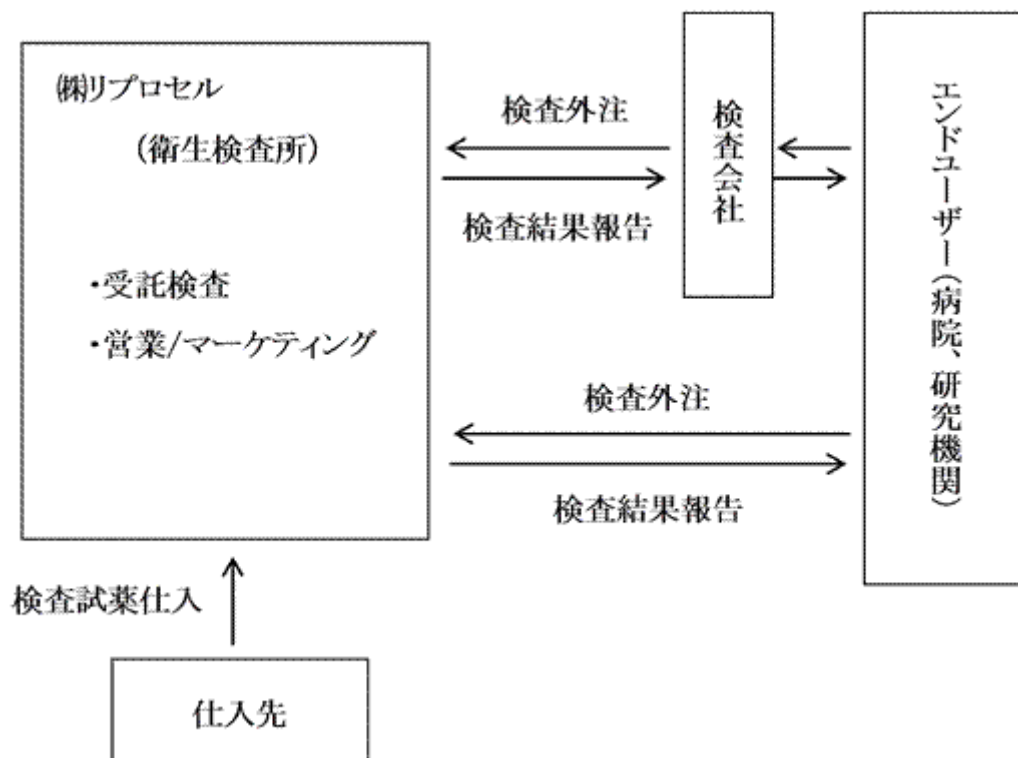 ㈱リプロセル
(衛生検査所)
・受託検査
・営業/マーケティング
検査外注
検査結果報告
検査会社
エンドユーザー(病院、研究機関)
検査外注
検査結果報告
検査試薬仕入
仕入先